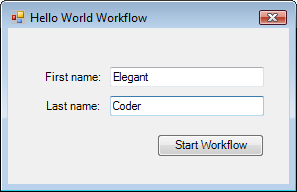 Hello World Workflow
First name: Elegant
Last name: Coder
Start Workflow